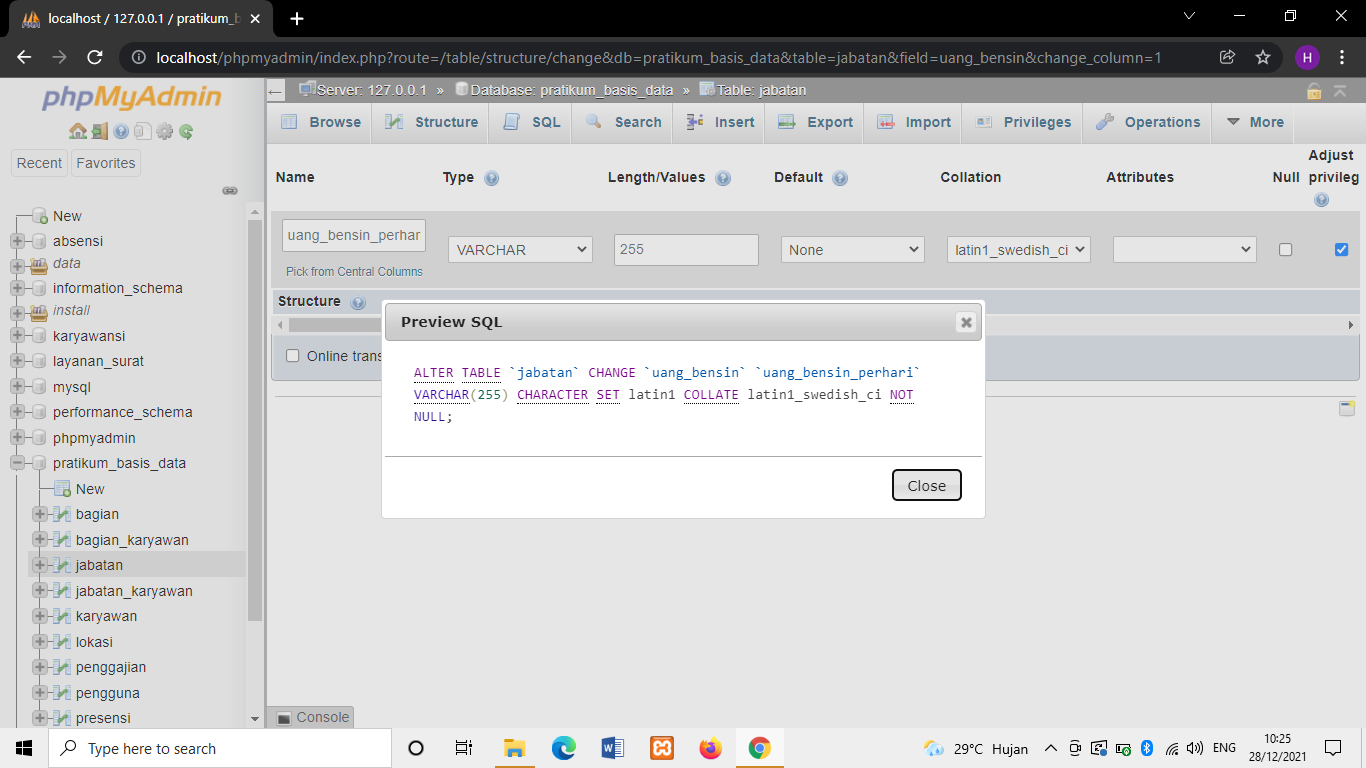 localhost / 127.0.0.1 / pratikum_b
localhost/phpmyadmin/index.php?route=/table/structure/change&db=pratikum_basis_data&table=jabatan&field=uang_bensin&change_column=1
H
phpMyAdmin
Recent Favorites
New
absensi
data
information_schema
install
karyawansi
layanan_surat
mysql
performance_schema
phpmyadmin
pratikum_basis_data
New
bagian
bagian_karyawan
jabatan
jabatan_karyawan
karyawan
lokasi
penggajian
pengguna
presensi
Server: 127.0.0.1 » Database: pratikum_basis_data » Table: jabatan
Browse Structure SQL Search Insert Export Import Privileges Operations More
Name Type Length/Values Default Collation Attributes Null Adjust privileg
uang_bensin_perhar VARCHAR 255 None latin1_swedish_ci
Pick from Central Columns
Structure
Online trans
Preview SQL
ALTER TABLE `jabatan` CHANGE `uang_bensin` `uang_bensin_perhari`
VARCHAR(255) CHARACTER SET latin1 COLLATE latin1_swedish_ci NOT
NULL;
Close
Console
Type here to search
29°C Hujan
ENG
10:25
28/12/2021